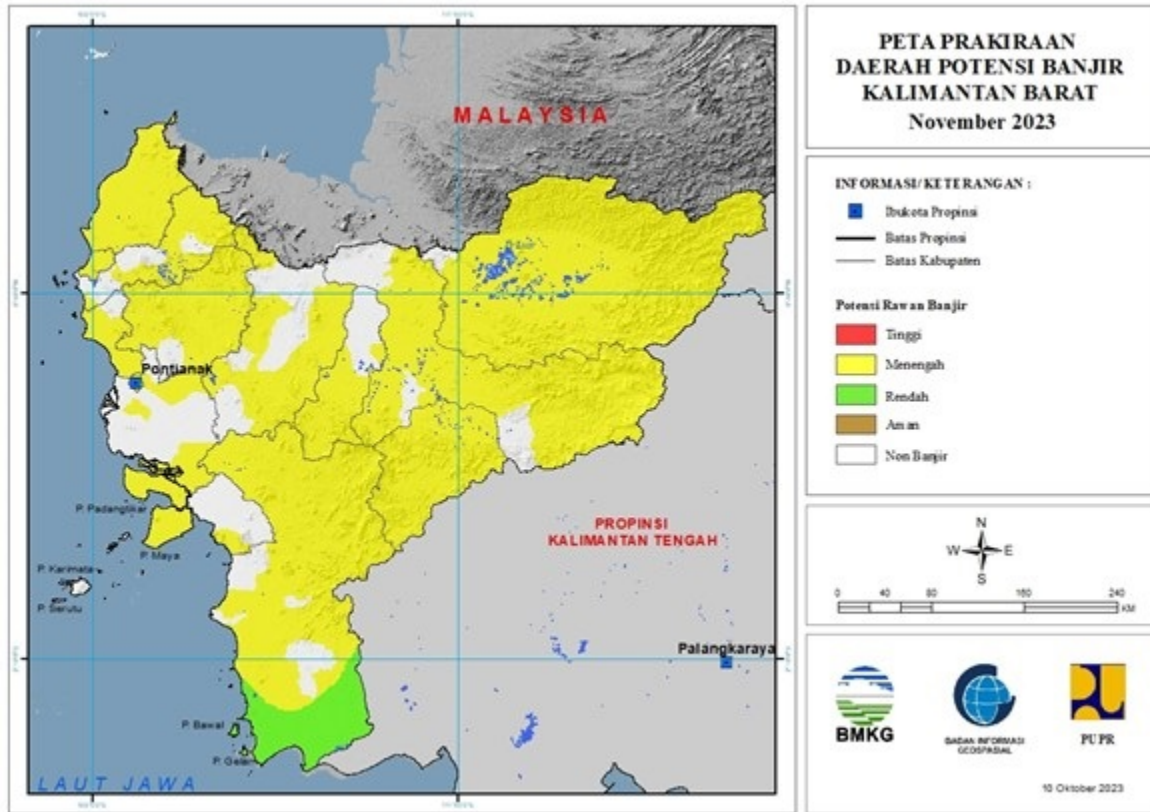 PETA PRAKIRAAN
DAERAH POTENSI BANJIR
KALIMANTAN BARAT
November 2023
MALAYSIA
INFORMASI/KETERANGAN :
Ibukota Propinsi
Batas Propinsi
Batas Kabupaten
Potensi Rawan Banjir
Tinggi
Menengah
Rendah
Aman
Non Banjir
Pontianak
P. Padangtikar
P. Maya
P. Karimata
P. Serutu
PROPINSI
KALIMANTAN TENGAH
Palangkaraya
P. Bawal
P. Gelam
LAUT JAWA
N
W E
S
0 40 80 160 240
KM
BMKG
BADAN INFORMASI
GEOSPASIAL
PUPR
10 Oktober 2023